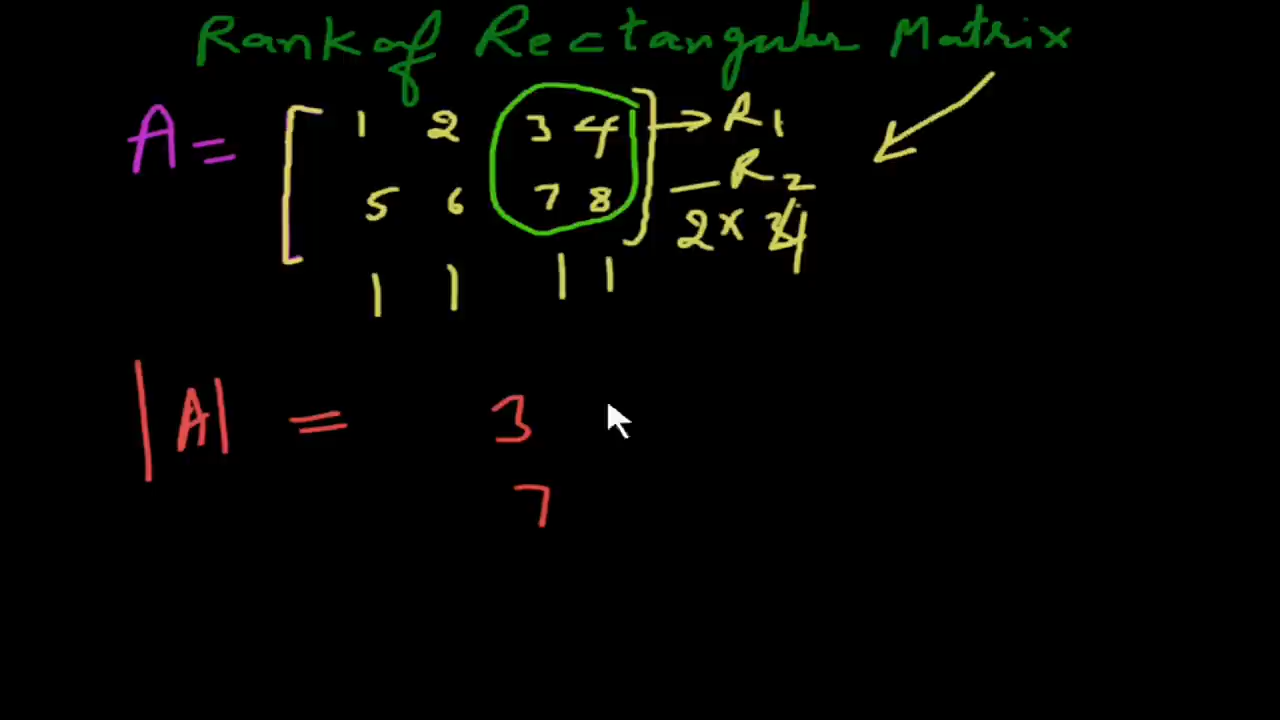 Rank of Rectangular Matrix
A = [ 1 2 3 4 ] → R1
5 6 7 8 — R2
2 × 4
| | | |
|A| = 3
7